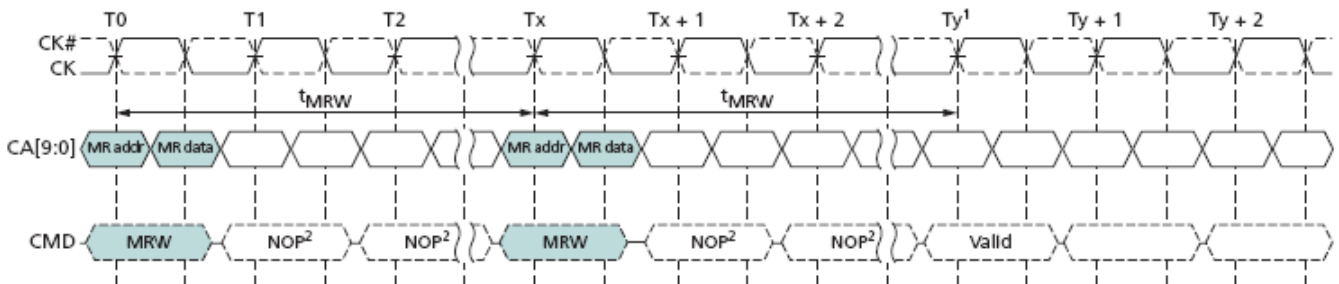 T0 T1 T2 Tx Tx + 1 Tx + 2 Ty¹ Ty + 1 Ty + 2
CK#
CK
tMRW tMRW
CA[9:0] MR addr MR data MR addr MR data
CMD MRW NOP² NOP² MRW NOP² NOP² Valid